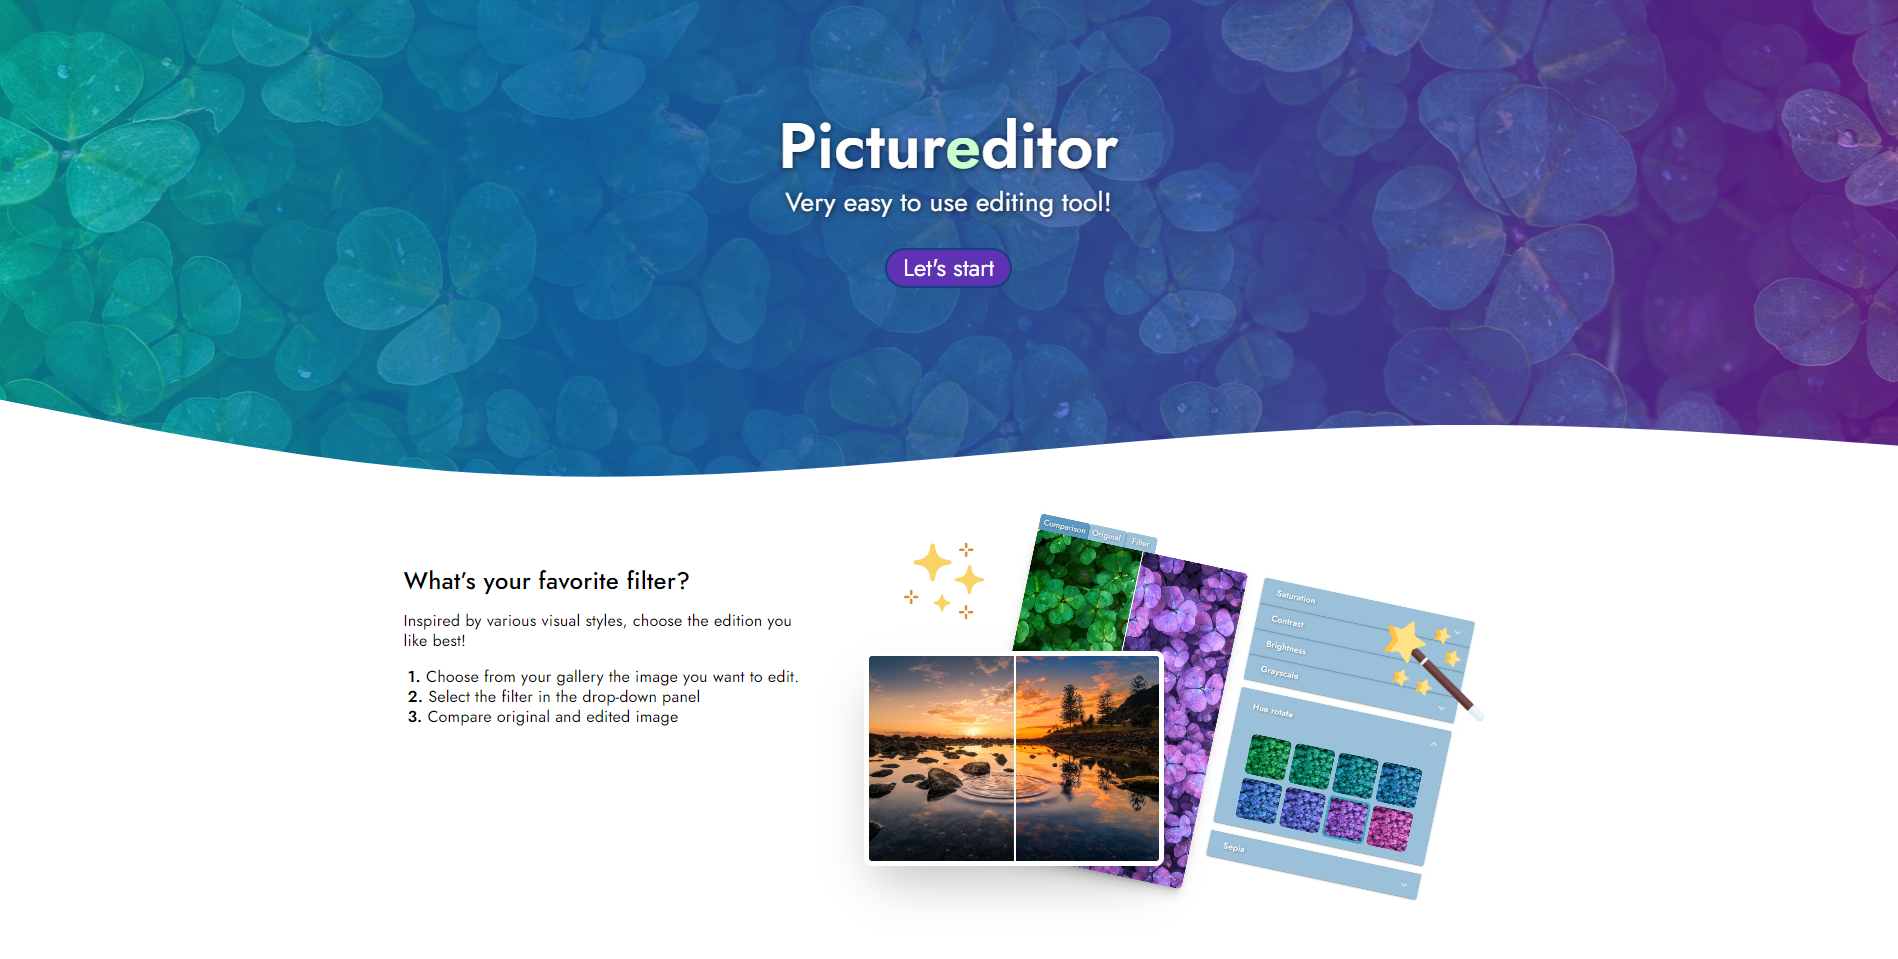 Pictureditor
Very easy to use editing tool!
Let's start
What's your favorite filter?
Inspired by various visual styles, choose the edition you
like best!
1. Choose from your gallery the image you want to edit.
2. Select the filter in the drop-down panel
3. Compare original and edited image
Comparison
Original
Filter
Saturation
Contrast
Brightness
Grayscale
Hue rotate
Sepia